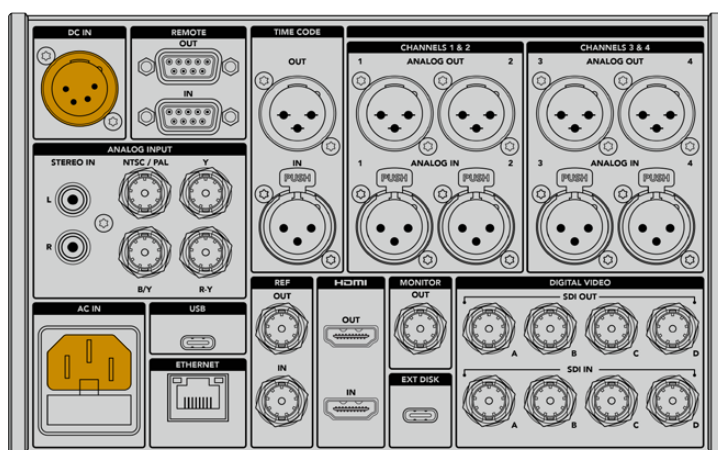 DC IN
REMOTE
OUT
IN
TIME CODE
OUT
IN
PUSH
CHANNELS 1 & 2
1 ANALOG OUT 2
1 ANALOG IN 2
PUSH PUSH
CHANNELS 3 & 4
3 ANALOG OUT 4
3 ANALOG IN 4
PUSH PUSH
ANALOG INPUT
STEREO IN NTSC / PAL Y
L
R
B/Y R-Y
AC IN
USB
ETHERNET
REF
OUT
IN
HDMI
OUT
IN
MONITOR
OUT
EXT DISK
DIGITAL VIDEO
SDI OUT
A B C D
SDI IN
A B C D